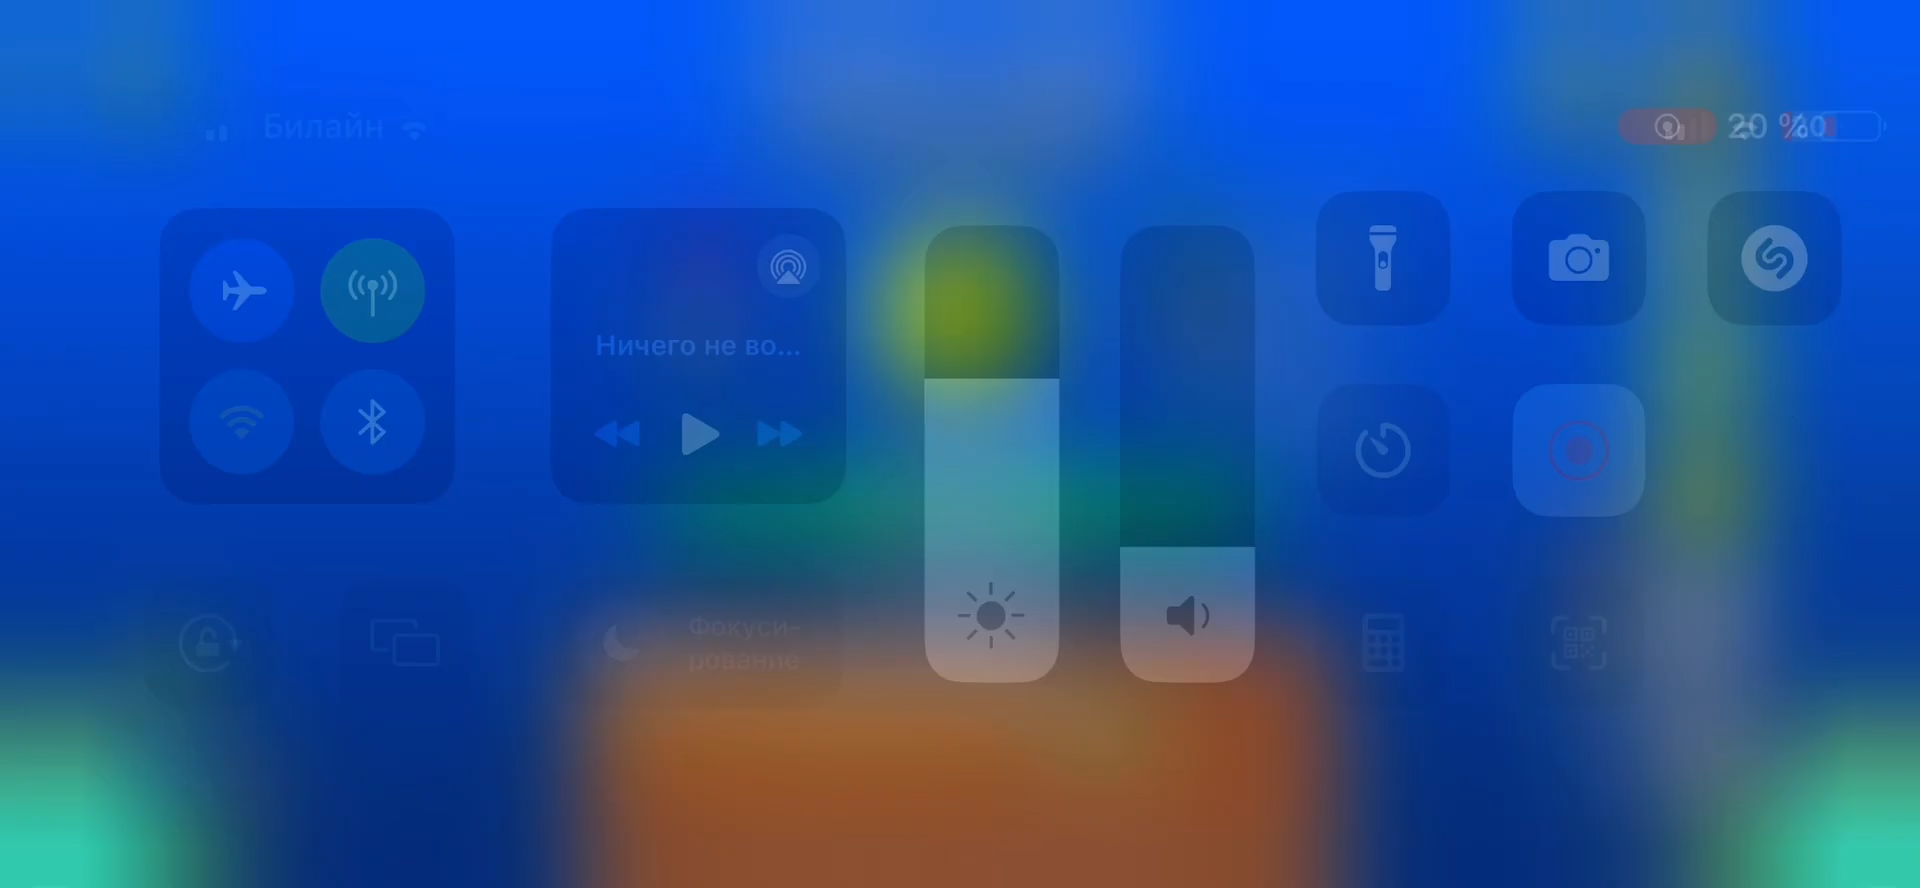 Билайн
20 %
Ничего не во...
Фокуси-
рование